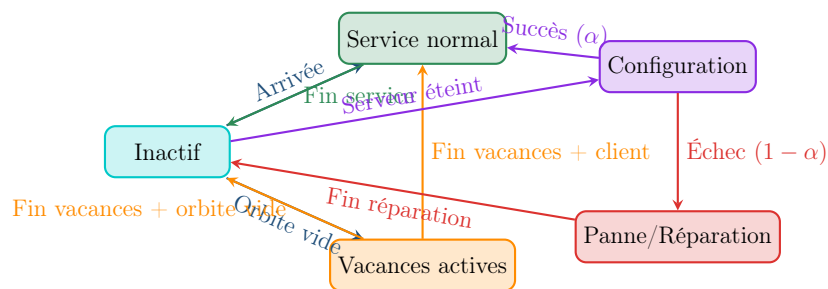 Service normal
Succès (α)
Configuration
Arrivée
Fin service
Serveur éteint
Inactif
Fin vacances + client
Échec (1 − α)
Fin vacances + orbite vide
Orbite vide
Fin réparation
Panne/Réparation
Vacances actives